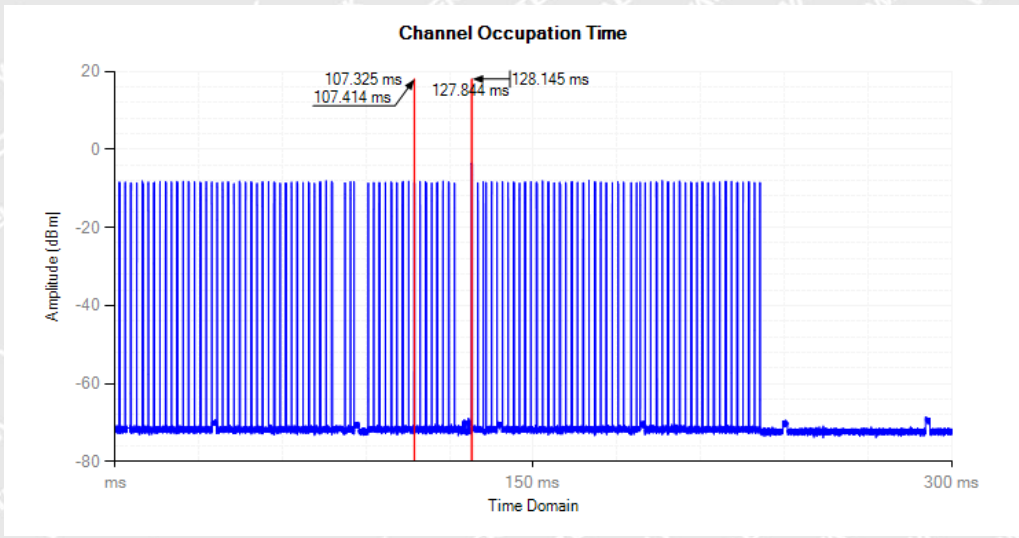 Channel Occupation Time
20
107.325 ms
128.145 ms
107.414 ms
127.844 ms
0
-20
Amplitude [dBm]
-40
-60
-80
ms
150 ms
300 ms
Time Domain